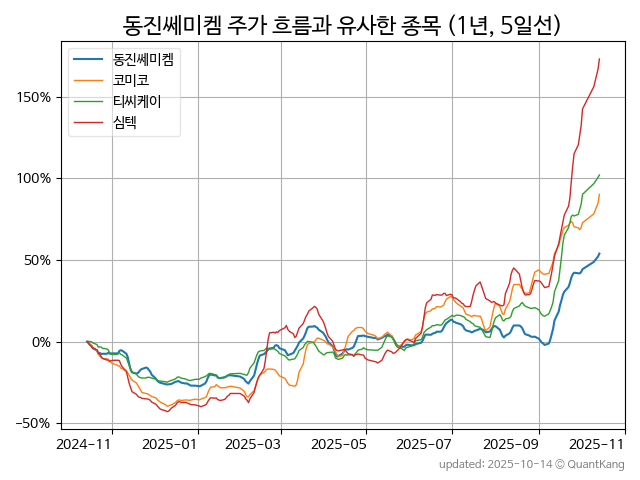 동진쎄미켐 주가 흐름과 유사한 종목 (1년, 5일선)
동진쎄미켐
코미코
티씨케이
심텍
150%
100%
50%
0%
−50%
2024-11 2025-01 2025-03 2025-05 2025-07 2025-09 2025-11
updated: 2025-10-14 © QuantKang